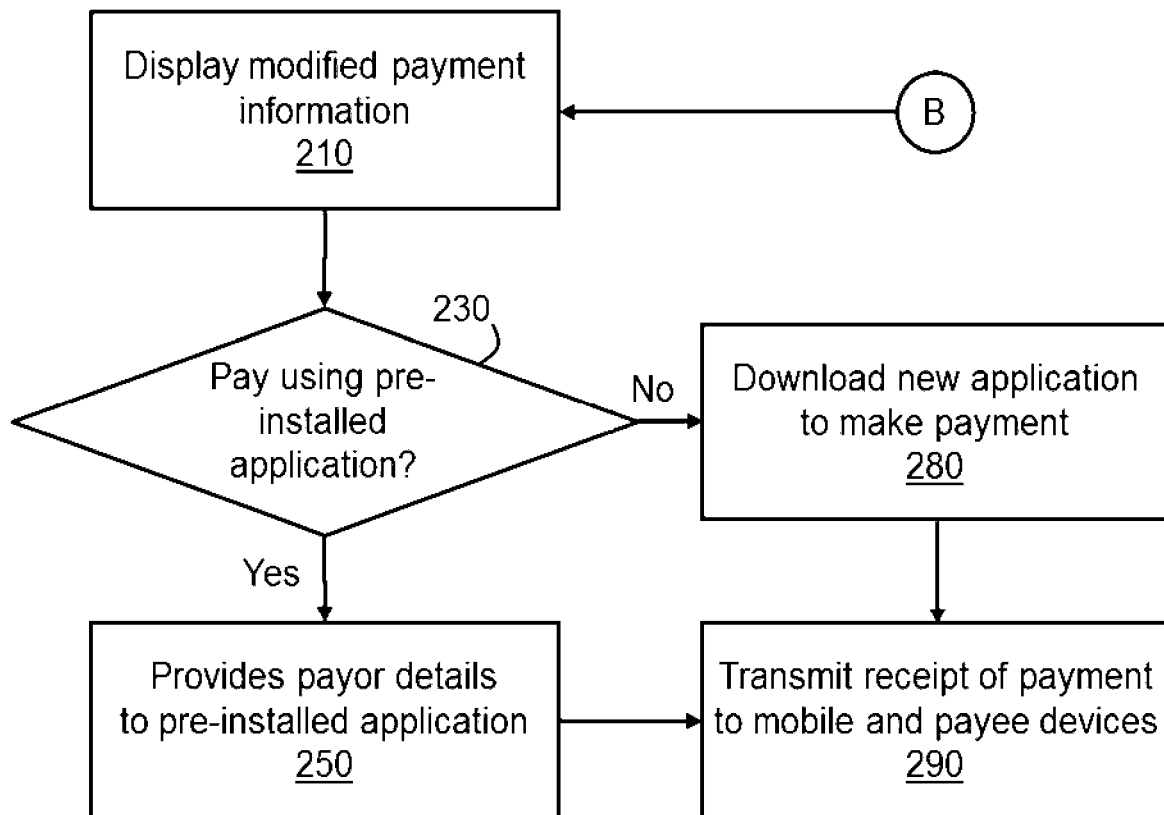 Display modified payment
information
210
B
230
Pay using pre-
installed
application?
No
Download new application
to make payment
280
Yes
Provides payor details
to pre-installed application
250
Transmit receipt of payment
to mobile and payee devices
290